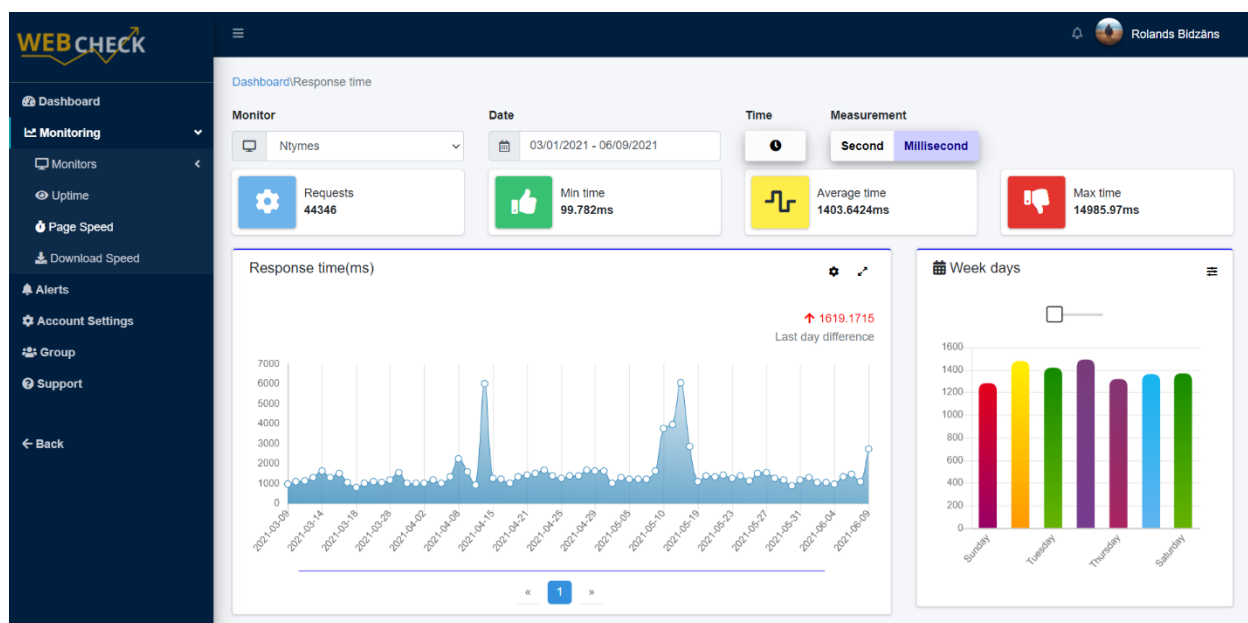 WEB CHECK
Rolands Bidzāns
Dashboard
Monitoring
Monitors
Uptime
Page Speed
Download Speed
Alerts
Account Settings
Group
Support
Back
Dashboard\Response time
Monitor Date Time Measurement
Ntymes 03/01/2021 - 06/09/2021 Second Millisecond
Requests
44346
Min time
99.782ms
Average time
1403.6424ms
Max time
14985.97ms
Response time(ms)
1619.1715
Last day difference
7000
6000
5000
4000
3000
2000
1000
0
2021-03-09 2021-03-14 2021-03-18 2021-03-28 2021-04-02 2021-04-08 2021-04-15 2021-04-21 2021-04-25 2021-04-29 2021-05-05 2021-05-10 2021-05-19 2021-05-23 2021-05-27 2021-05-31 2021-06-04 2021-06-09
« 1 »
Week days
1600
1400
1200
1000
800
600
400
200
0
Sunday Tuesday Thursday Saturday